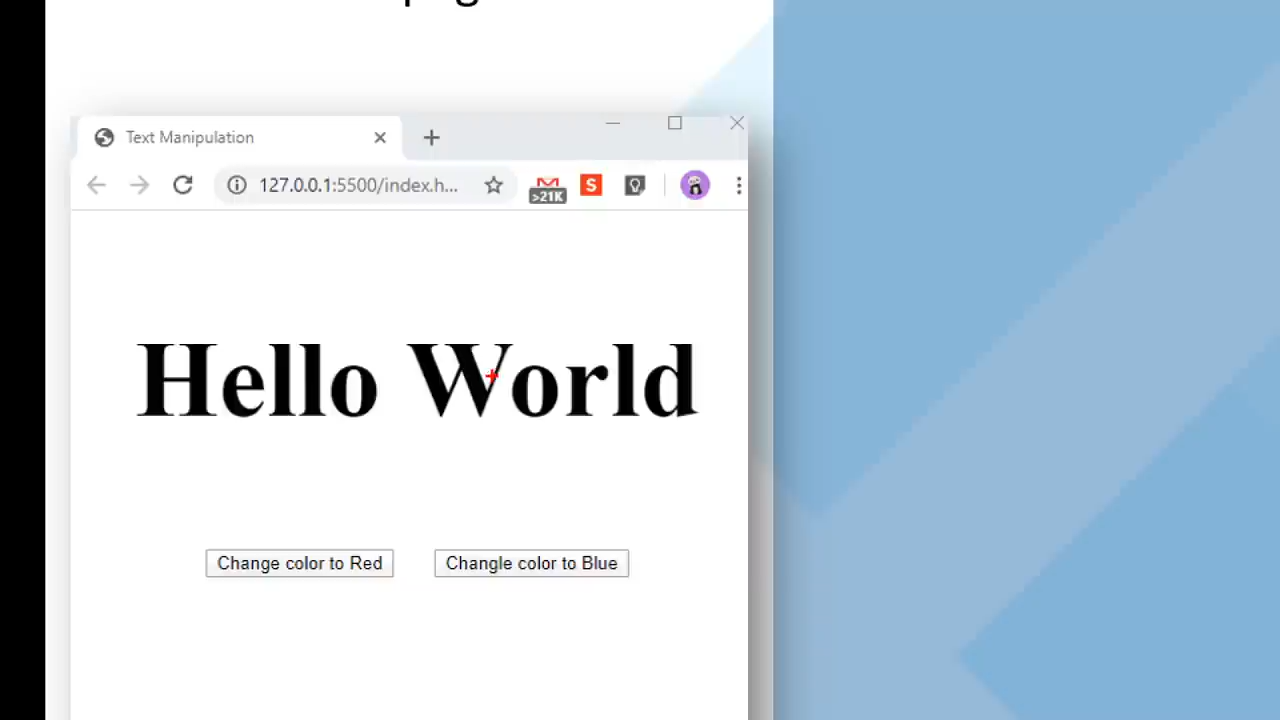 Text Manipulation
127.0.0.1:5500/index.h...
>21K
S
Hello World
Change color to Red
Changle color to Blue